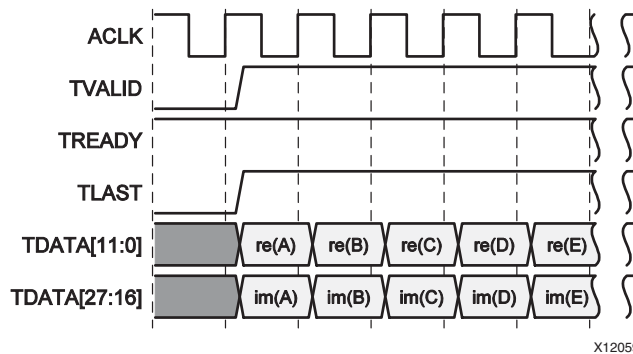 ACLK
TVALID
TREADY
TLAST
TDATA[11:0] re(A) re(B) re(C) re(D) re(E)
TDATA[27:16] im(A) im(B) im(C) im(D) im(E)